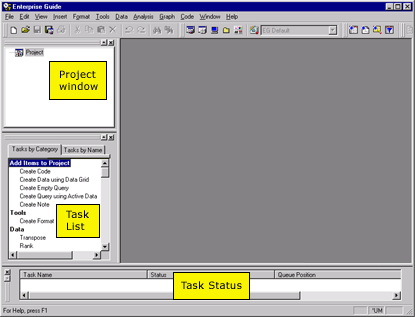 Enterprise Guide
File Edit View Insert Format Tools Data Analysis Graph Code Window Help
EG Default
Project
Project window
Tasks by Category Tasks by Name
Add Items to Project
Create Code
Create Data using Data Grid
Create Empty Query
Create Query using Active Data
Create Note
Tools
Create Format
Data
Transpose
Rank
Task List
Task Name Status Queue Position
Task Status
For Help, press F1
*UM